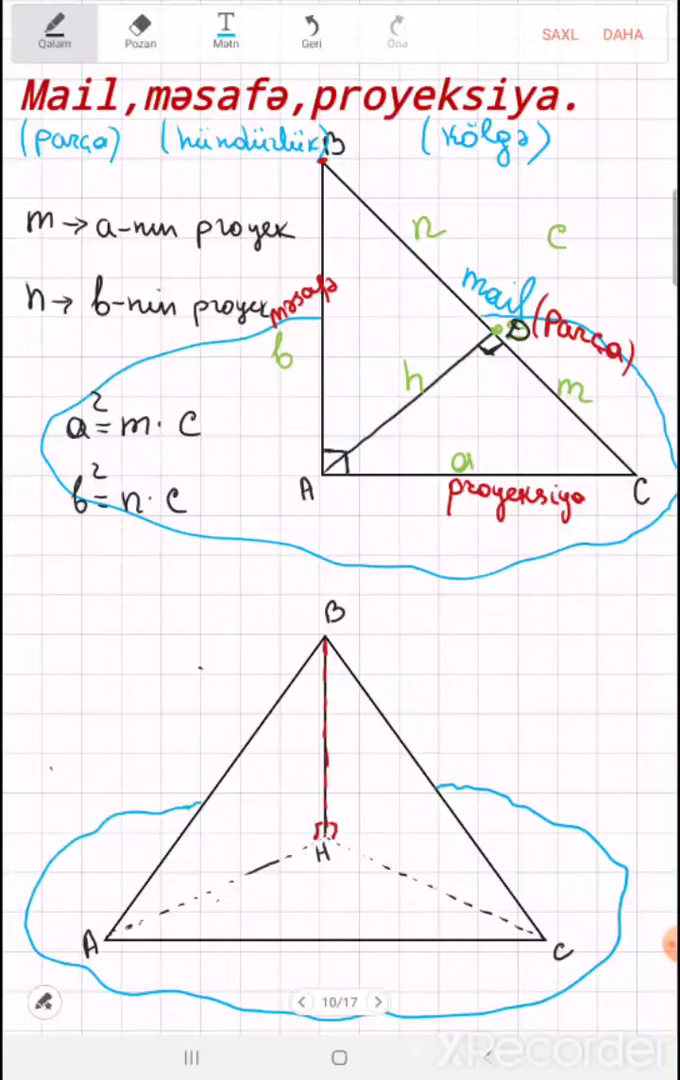 Qələm Pozan Mətn Geri Önə SAXL DAHA
Mail,məsafə,proyeksiya.
(parça) (hündürlük) (kölgə)
B
m → a-nın proyek
n
c
n → b-nin proyek
məsafə
mail
(Parça)
D
b
h
m
a² = m · c
a
A
proyeksiya
C
b² = n · c
B
H
A
C
10/17
XRecorder